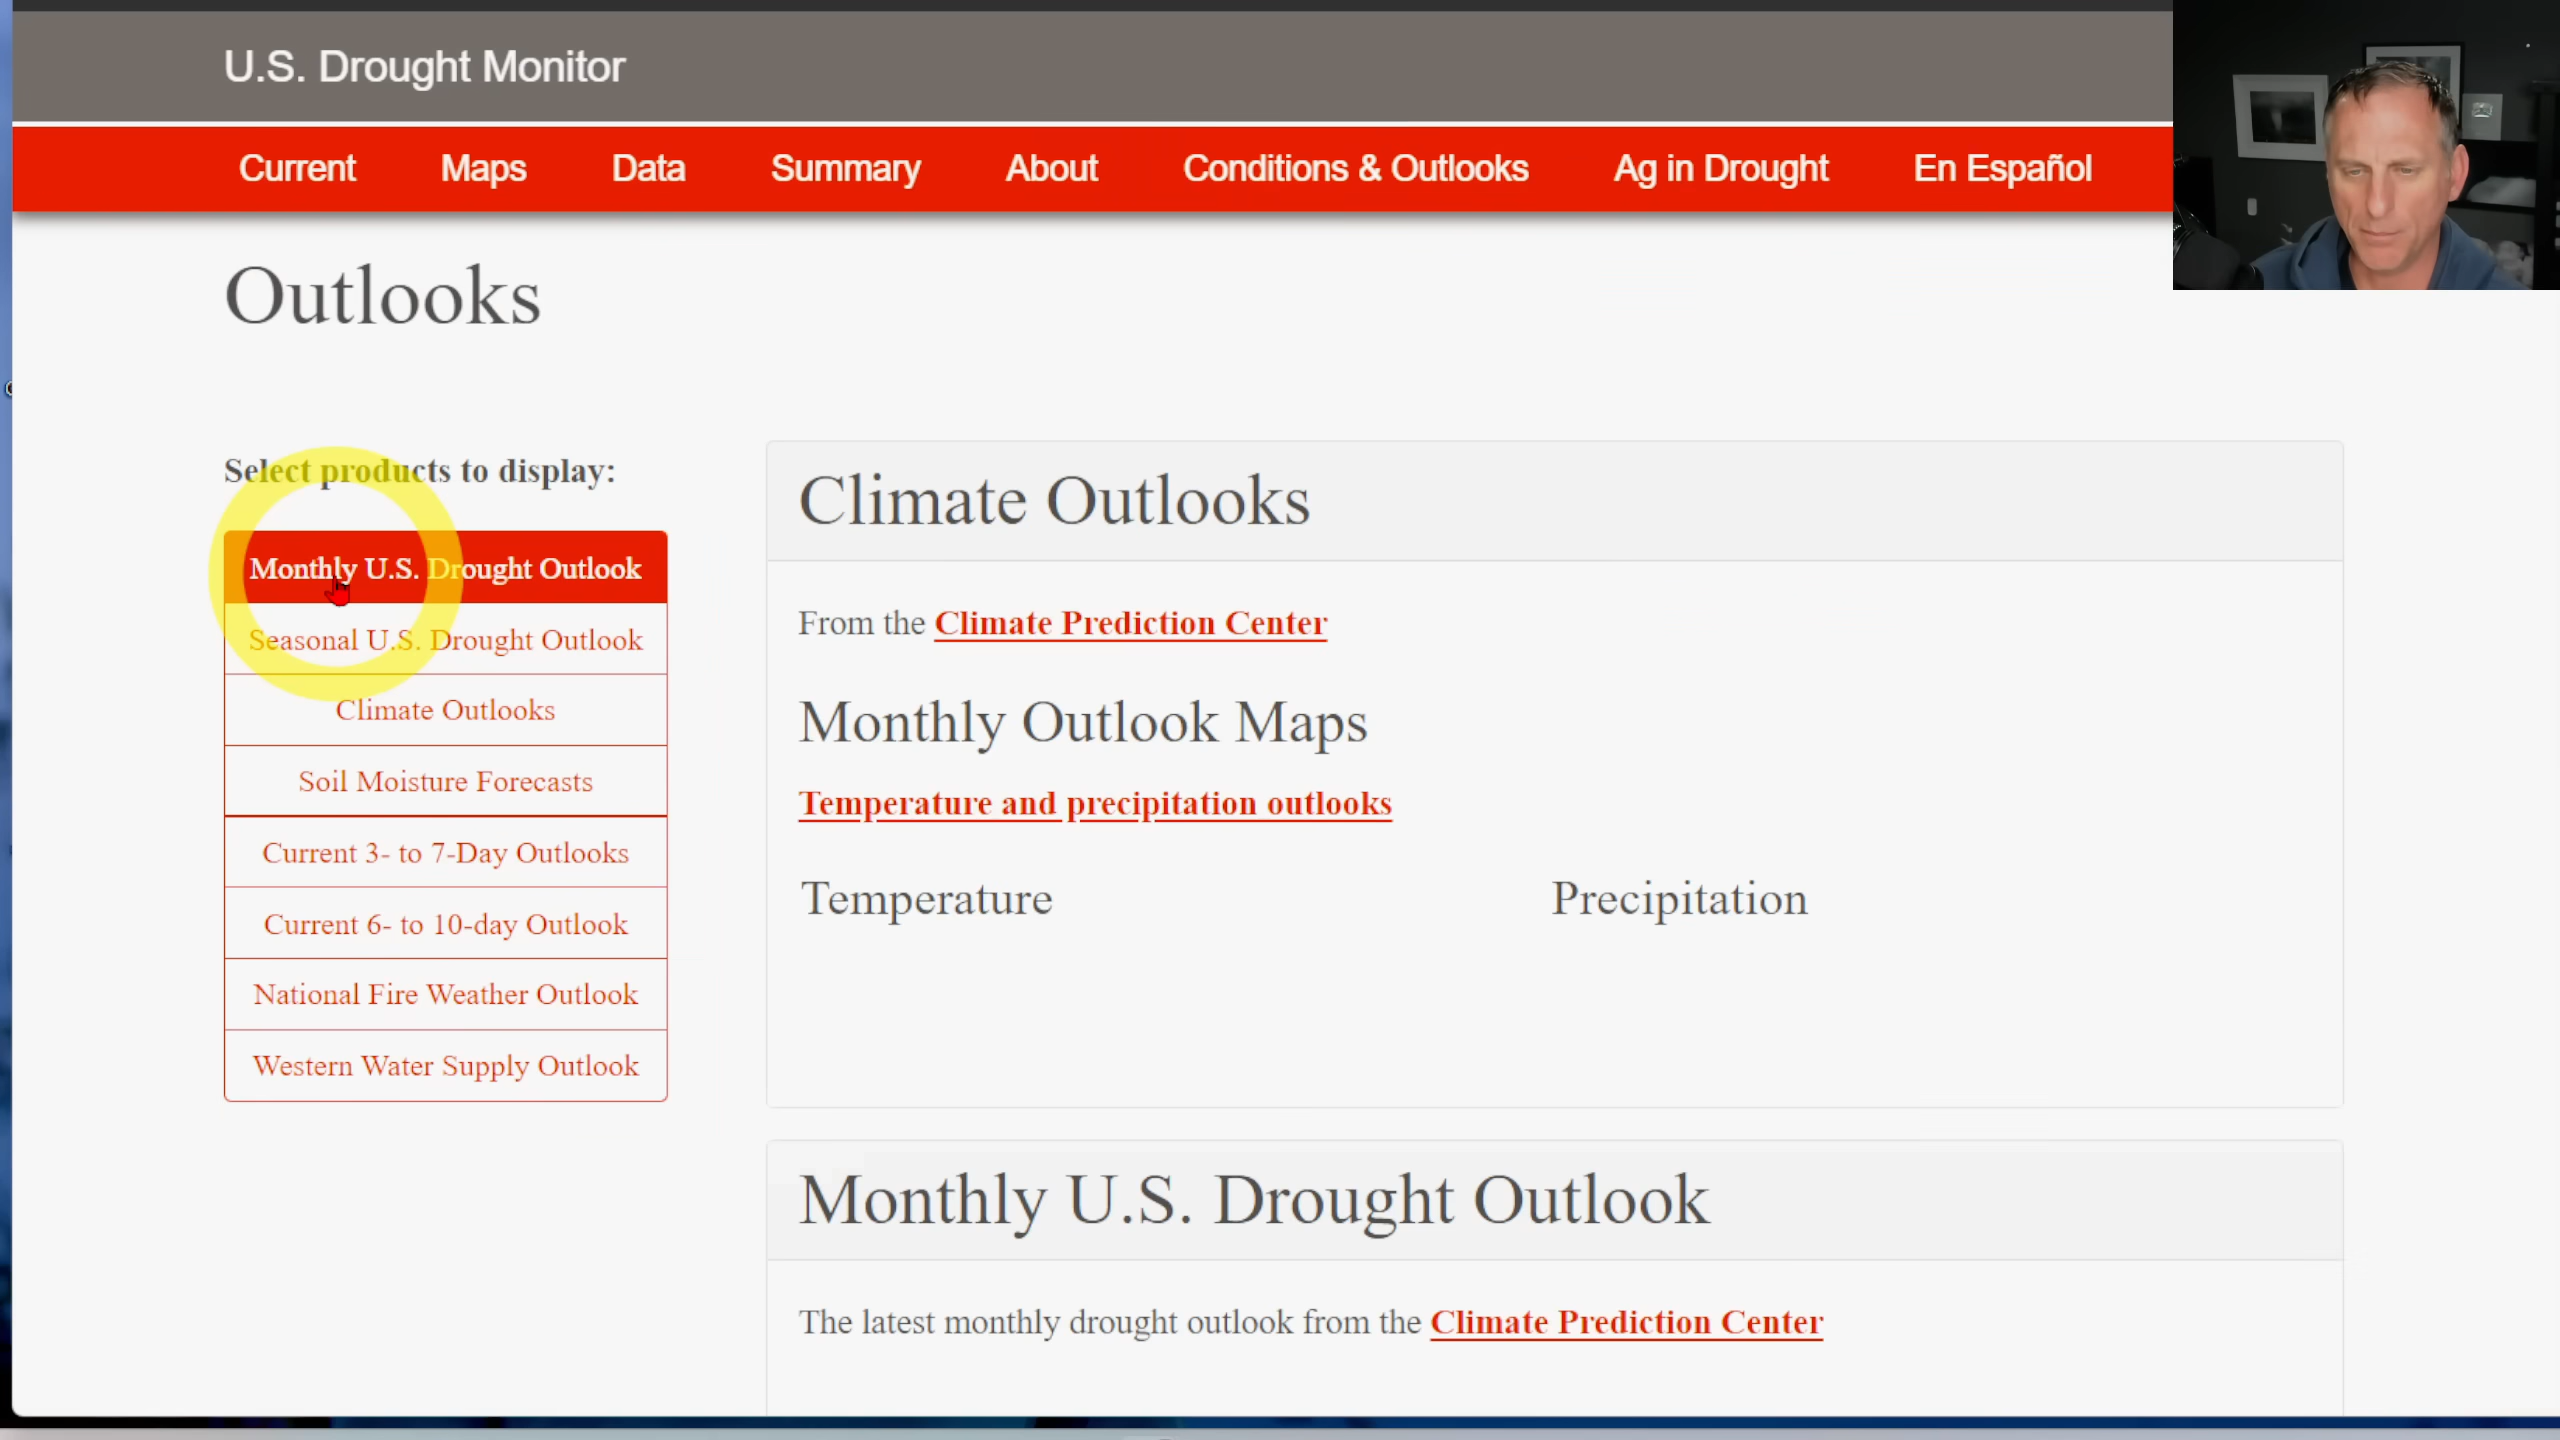 U.S. Drought Monitor
Current Maps Data Summary About Conditions & Outlooks Ag in Drought En Español
Outlooks
Select products to display:
Monthly U.S. Drought Outlook
Seasonal U.S. Drought Outlook
Climate Outlooks
Soil Moisture Forecasts
Current 3- to 7-Day Outlooks
Current 6- to 10-day Outlook
National Fire Weather Outlook
Western Water Supply Outlook
Climate Outlooks
From the Climate Prediction Center
Monthly Outlook Maps
Temperature and precipitation outlooks
Temperature Precipitation
Monthly U.S. Drought Outlook
The latest monthly drought outlook from the Climate Prediction Center